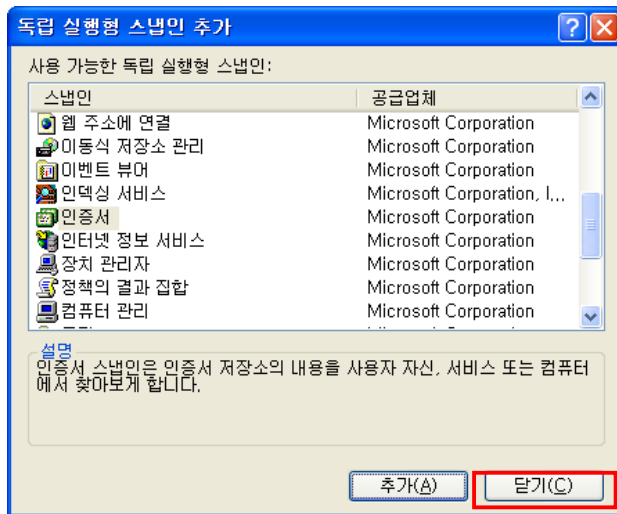 독립 실행형 스냅인 추가
사용 가능한 독립 실행형 스냅인:
스냅인 공급업체
웹 주소에 연결 Microsoft Corporation
이동식 저장소 관리 Microsoft Corporation
이벤트 뷰어 Microsoft Corporation
인덱싱 서비스 Microsoft Corporation, I...
인증서 Microsoft Corporation
인터넷 정보 서비스 Microsoft Corporation
장치 관리자 Microsoft Corporation
정책의 결과 집합 Microsoft Corporation
컴퓨터 관리 Microsoft Corporation
설명
인증서 스냅인은 인증서 저장소의 내용을 사용자 자신, 서비스 또는 컴퓨터
에서 찾아보게 합니다.
추가(A) 닫기(C)